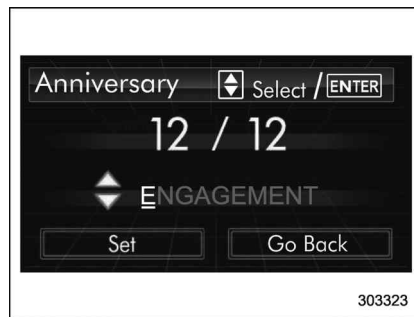 Anniversary Select / ENTER
12 / 12
ENGAGEMENT
Set Go Back
303323